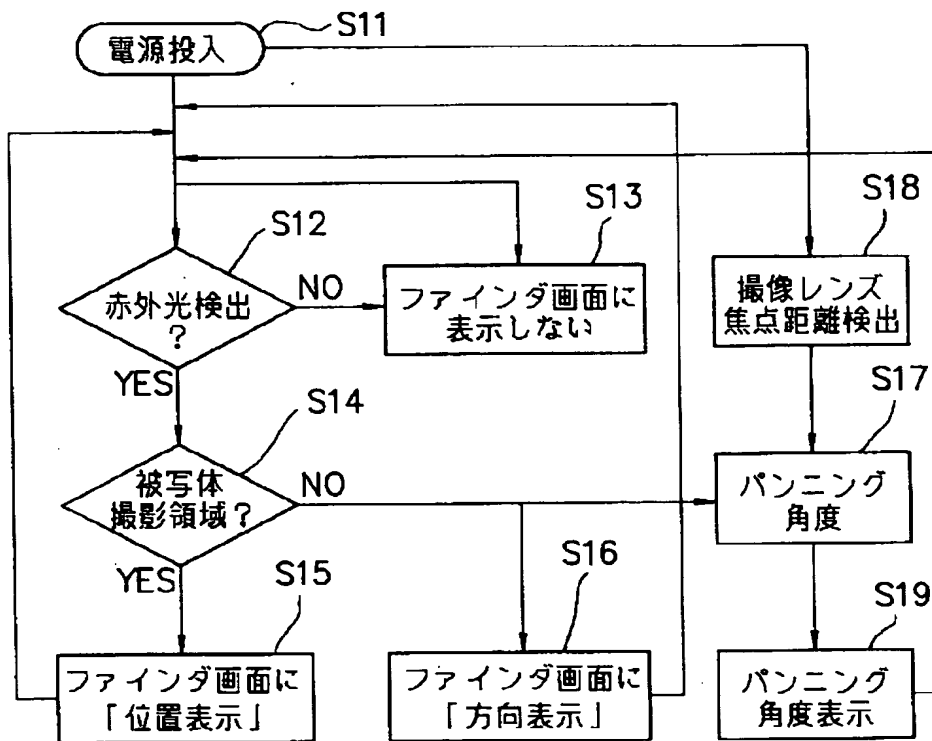 S11
電源投入
S12
赤外光検出
?
NO
YES
S13
ファインダ画面に
表示しない
S18
撮像レンズ
焦点距離検出
S14
被写体
撮影領域?
NO
YES
S17
パンニング
角度
S15
ファインダ画面に
「位置表示」
S16
ファインダ画面に
「方向表示」
S19
パンニング
角度表示